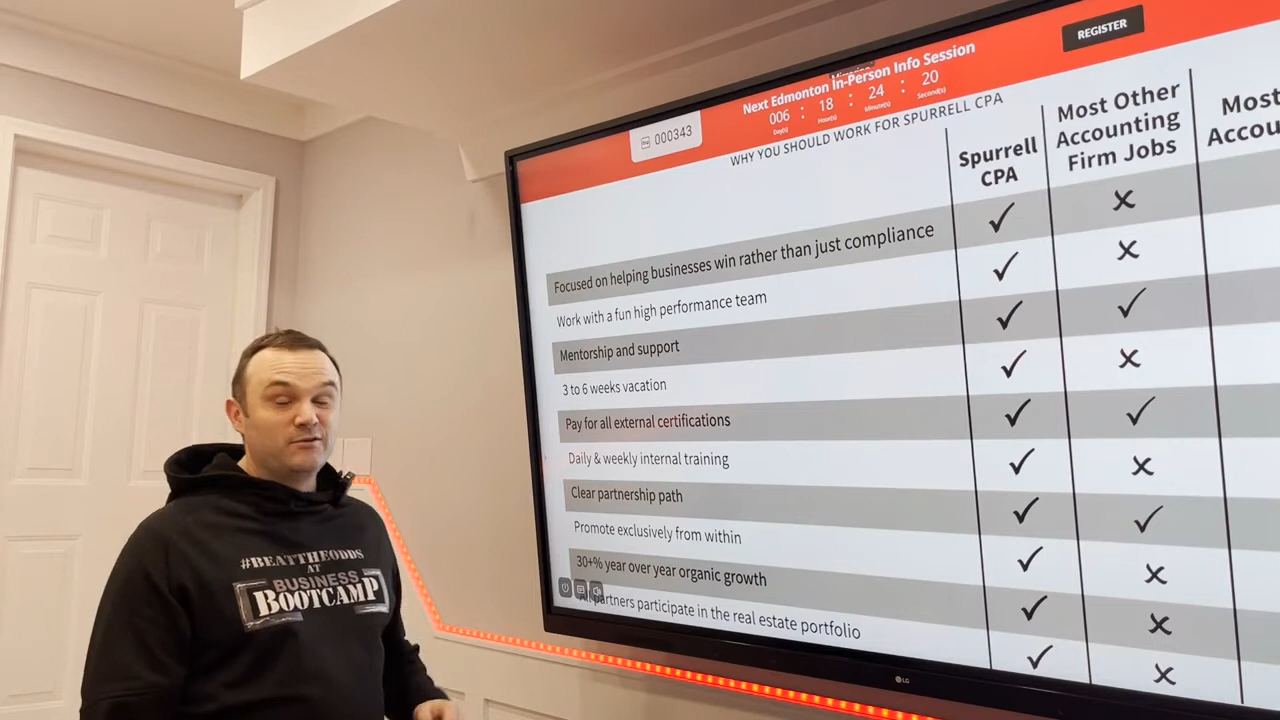 REGISTER
Next Edmonton In-Person Info Session
006 : 18 : 24 : 20
Day(s) Hour(s) Minute(s) Second(s)
000343
WHY YOU SHOULD WORK FOR SPURRELL CPA
Spurrell
CPA
Most Other
Accounting
Firm Jobs
Most
Accou
Focused on helping businesses win rather than just compliance
Work with a fun high performance team
Mentorship and support
3 to 6 weeks vacation
Pay for all external certifications
Daily & weekly internal training
Clear partnership path
Promote exclusively from within
30+% year over year organic growth
partners participate in the real estate portfolio
LG
#BEATTHEODDS
AT
BUSINESS
BOOTCAMP